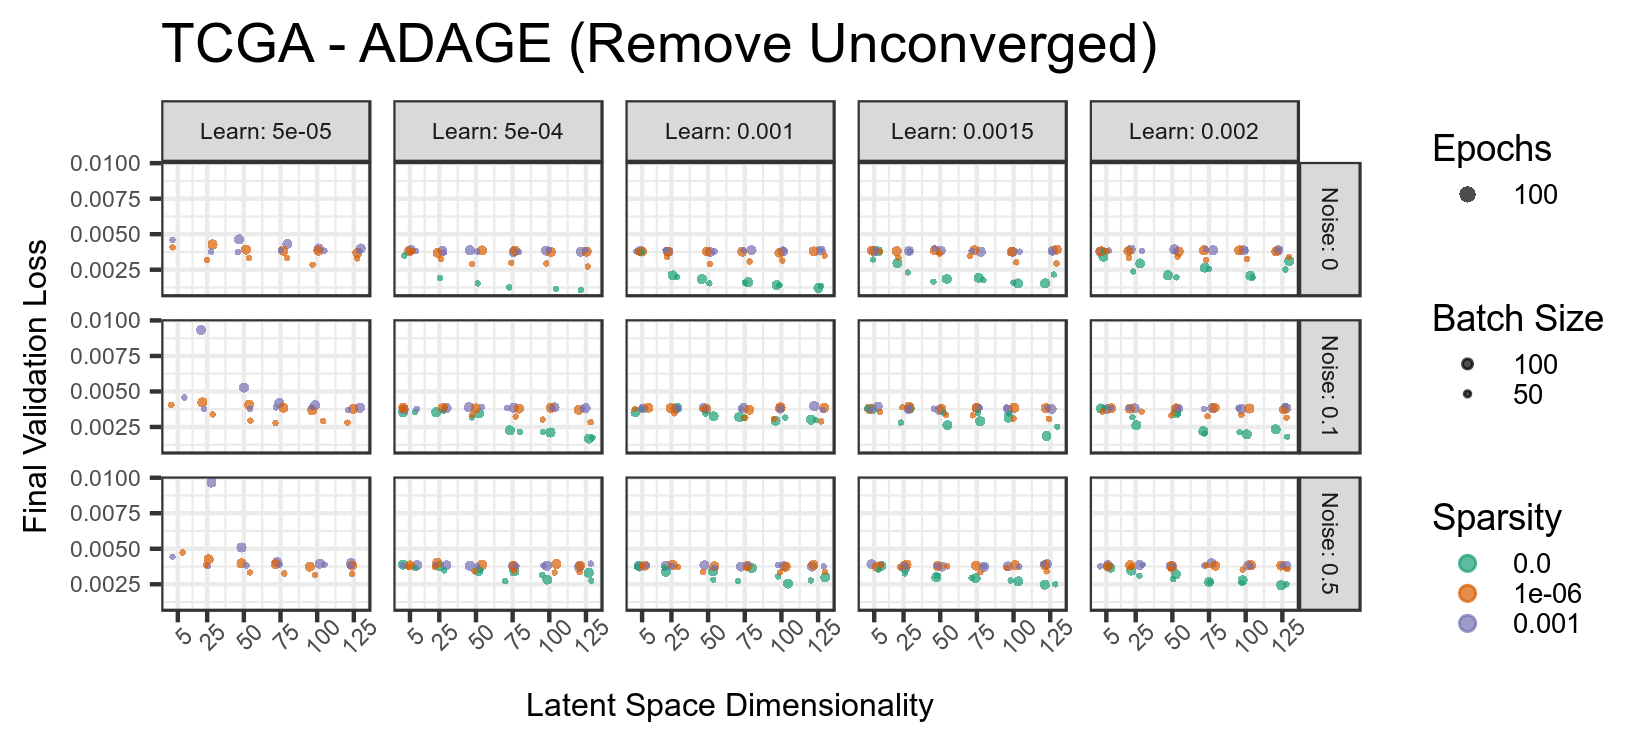 TCGA - ADAGE (Remove Unconverged)
Learn: 5e-05
Learn: 5e-04
Learn: 0.001
Learn: 0.0015
Learn: 0.002
0.0100
0.0075
0.0050
0.0025
Noise: 0
0.0100
0.0075
0.0050
0.0025
Noise: 0.1
0.0100
0.0075
0.0050
0.0025
Noise: 0.5
Final Validation Loss
5 25 50 75 100 125
5 25 50 75 100 125
5 25 50 75 100 125
5 25 50 75 100 125
5 25 50 75 100 125
Latent Space Dimensionality
Epochs
100
Batch Size
100
50
Sparsity
0.0
1e-06
0.001